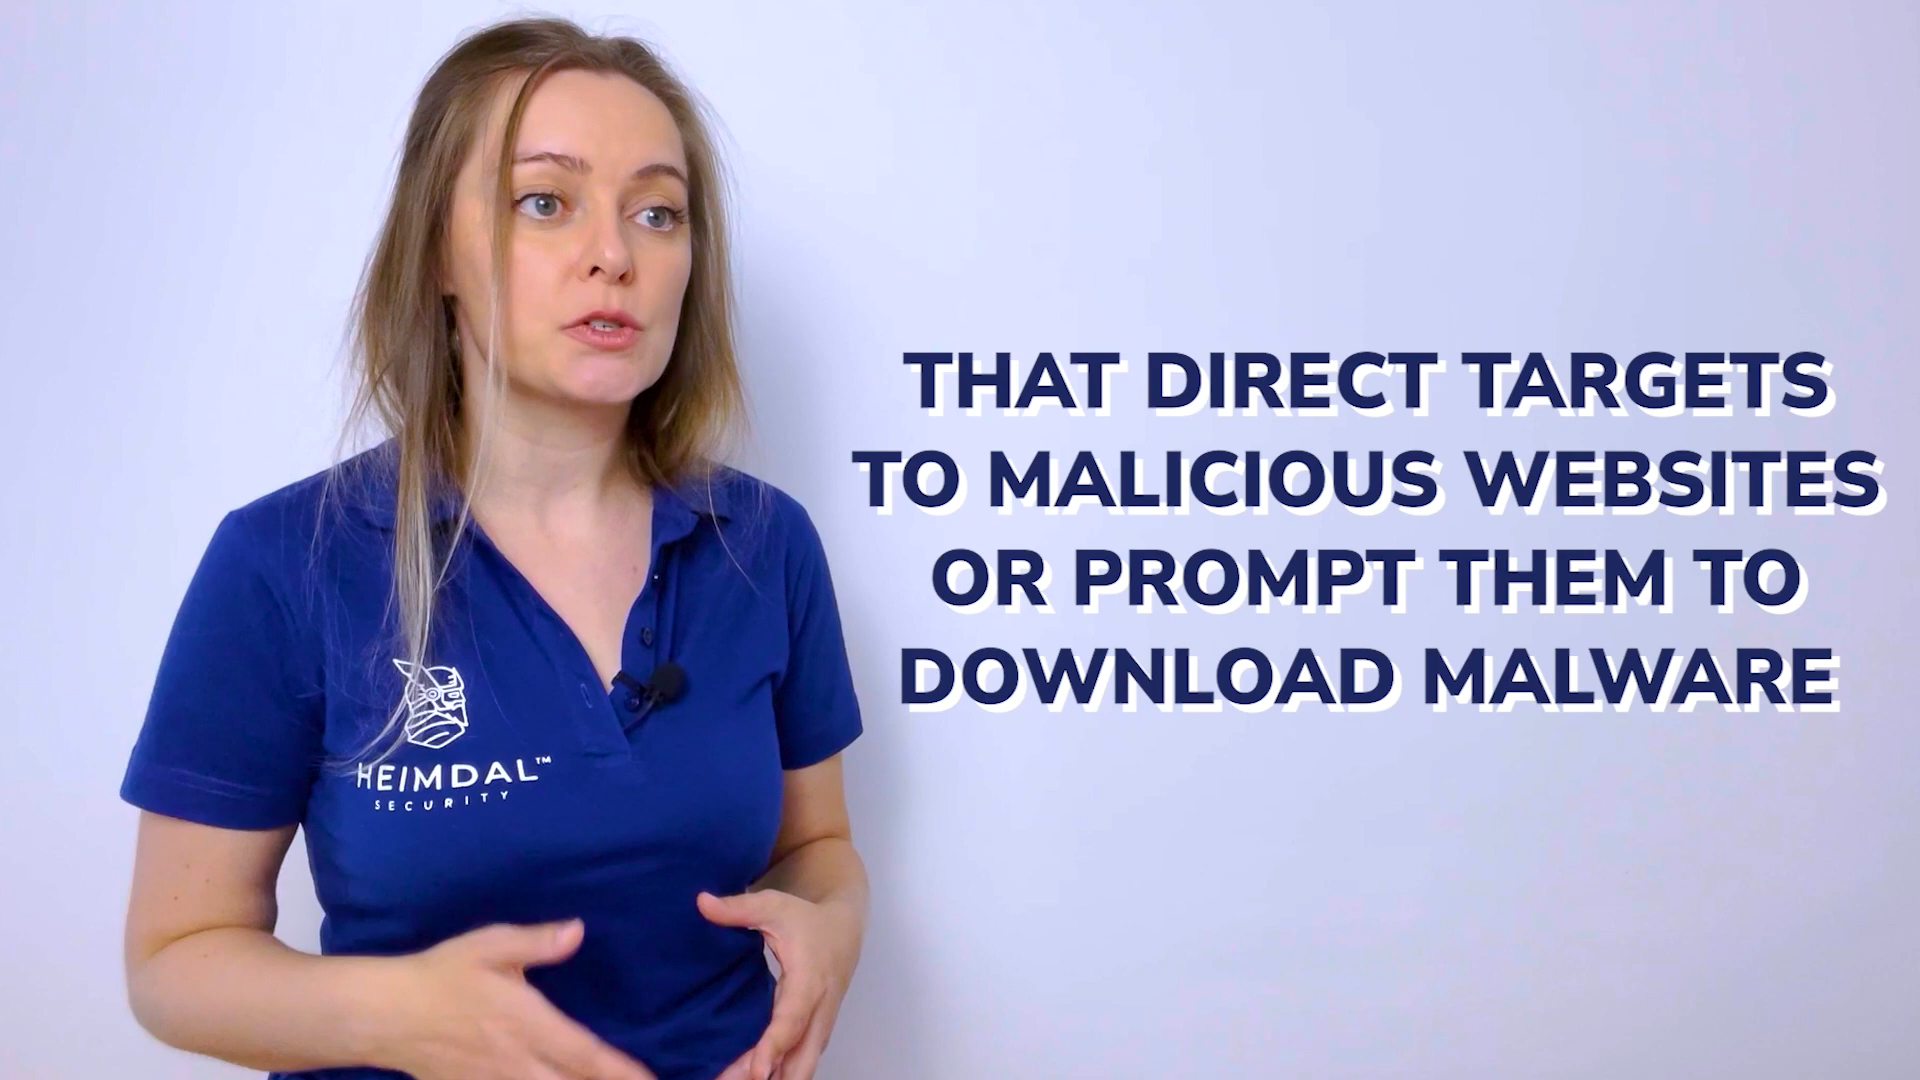 THAT DIRECT TARGETS
TO MALICIOUS WEBSITES
OR PROMPT THEM TO
DOWNLOAD MALWARE
HEIMDAL™
SECURITY